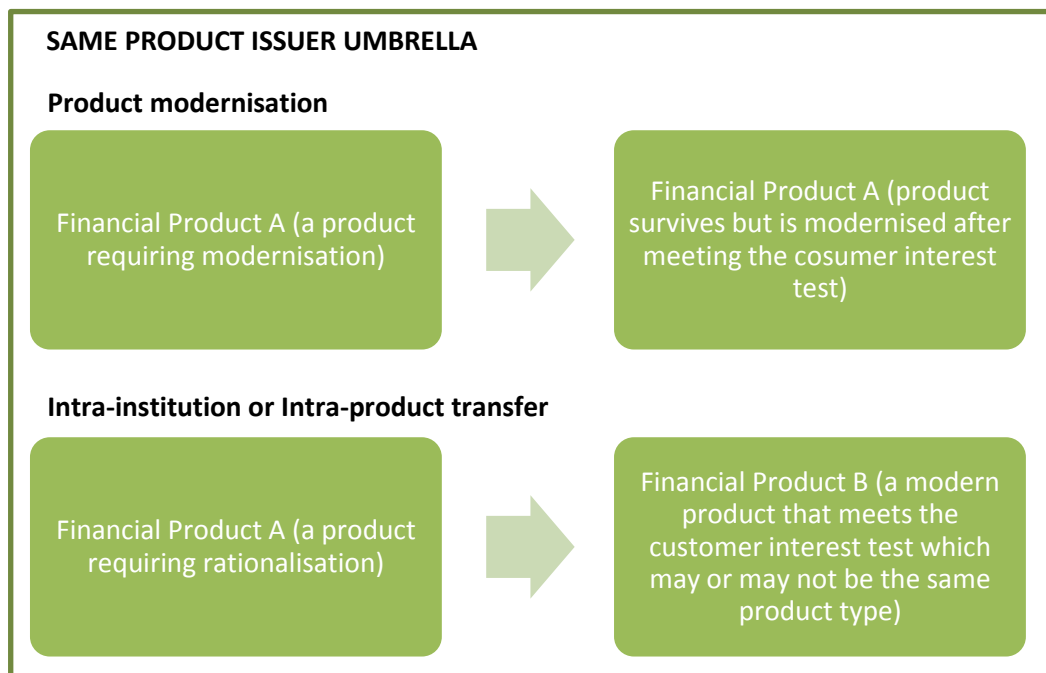 SAME PRODUCT ISSUER UMBRELLA
Product modernisation
Financial Product A (a product
requiring modernisation)
Financial Product A (product
survives but is modernised after
meeting the cosumer interest
test)
Intra-institution or Intra-product transfer
Financial Product A (a product
requiring rationalisation)
Financial Product B (a modern
product that meets the
customer interest test which
may or may not be the same
product type)